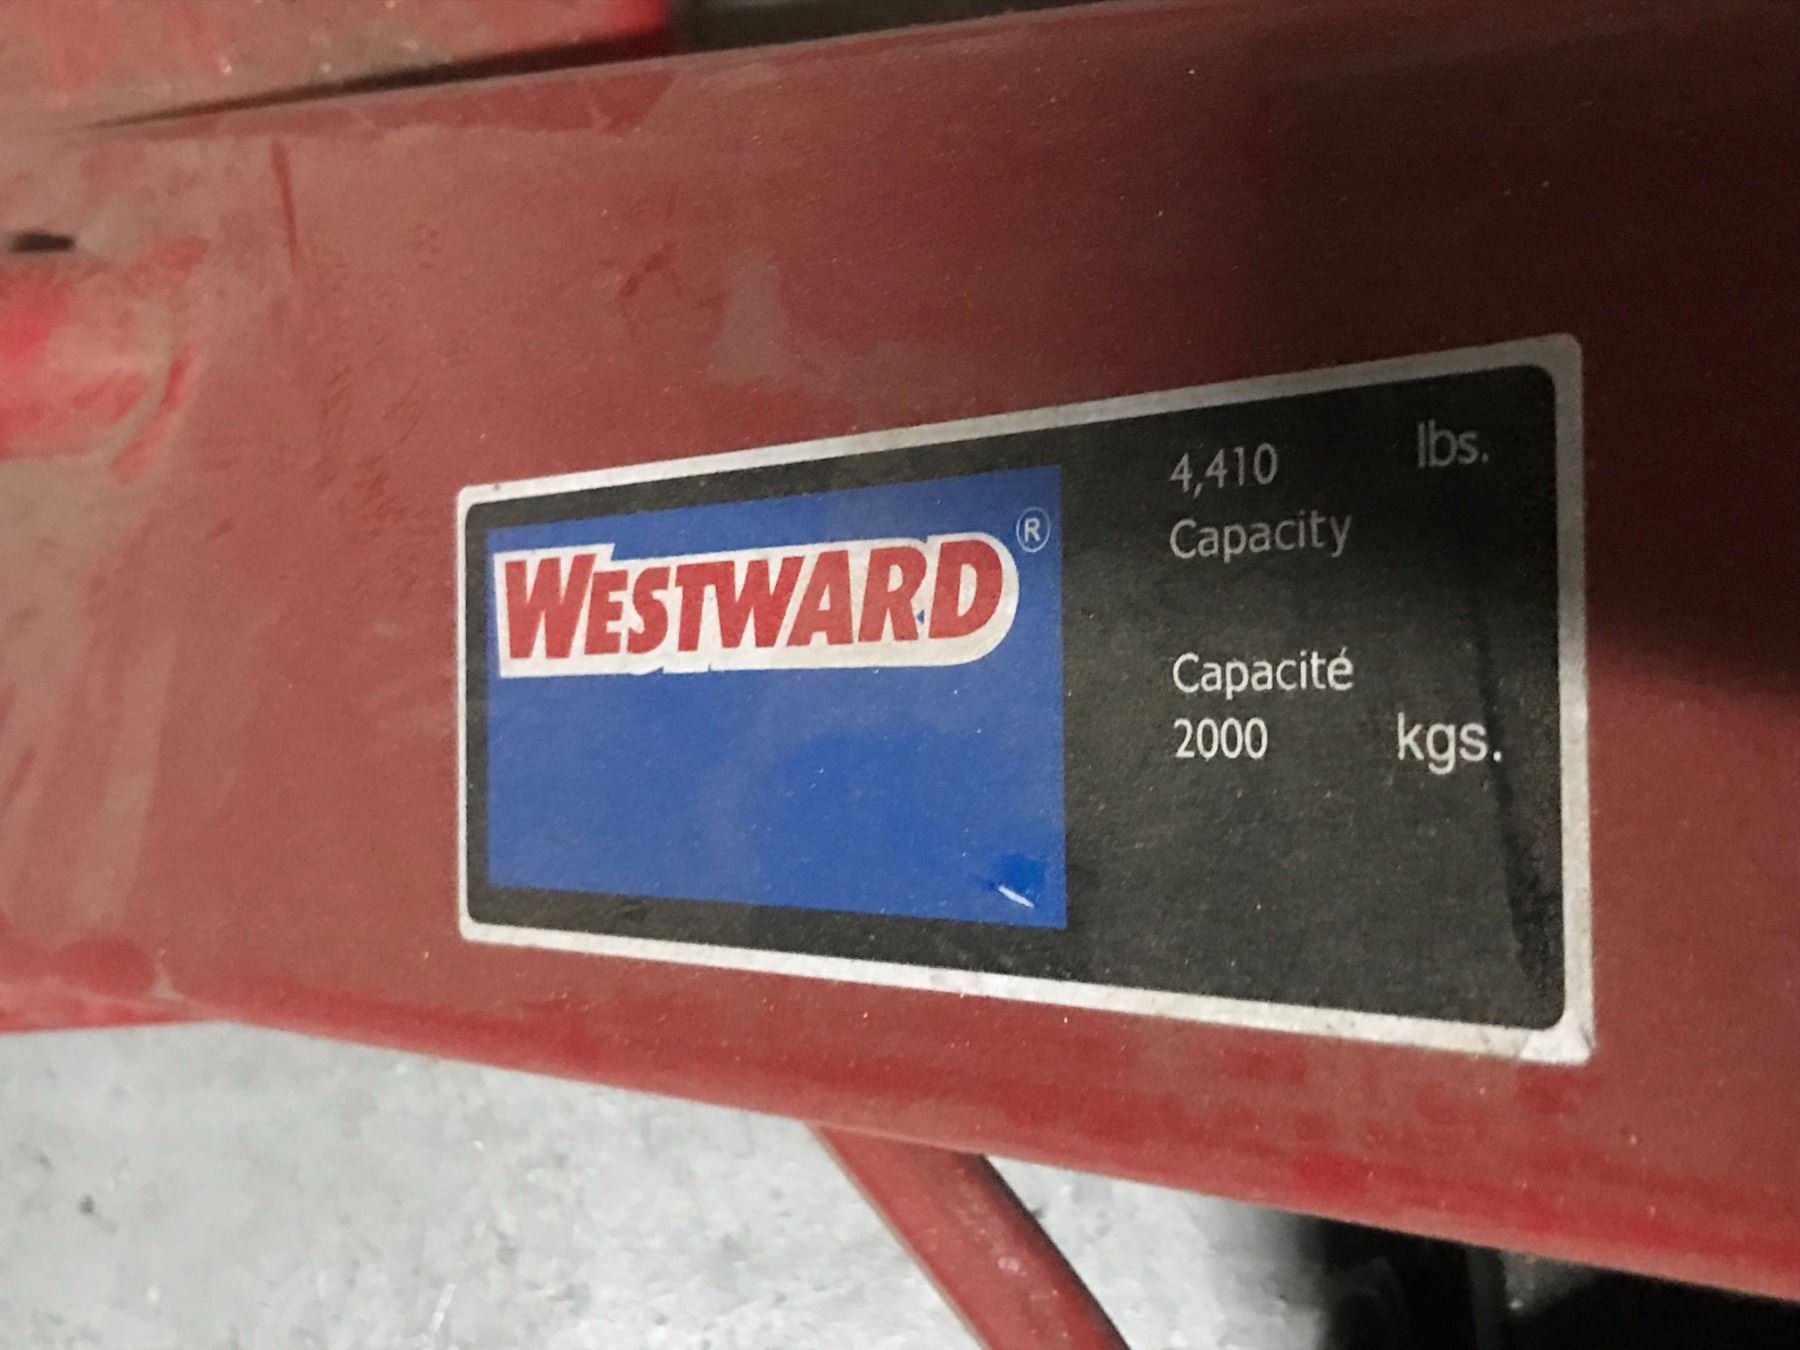 WESTWARD ®
4,410 lbs.
Capacity
Capacité
2000 kgs.